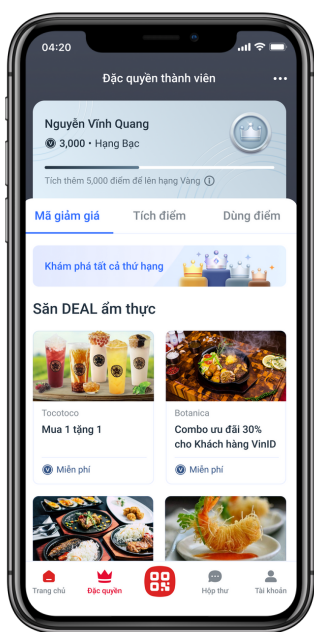 04:20
Đặc quyền thành viên
Nguyễn Vĩnh Quang
3,000 • Hạng Bạc
Tích thêm 5,000 điểm để lên hạng Vàng
Mã giảm giá
Tích điểm
Dùng điểm
Khám phá tất cả thứ hạng
Săn DEAL ẩm thực
Tocotoco
Mua 1 tặng 1
Miễn phí
Botanica
Combo ưu đãi 30%
cho Khách hàng VinID
Miễn phí
Trang chủ
Đặc quyền
Hộp thư
Tài khoản